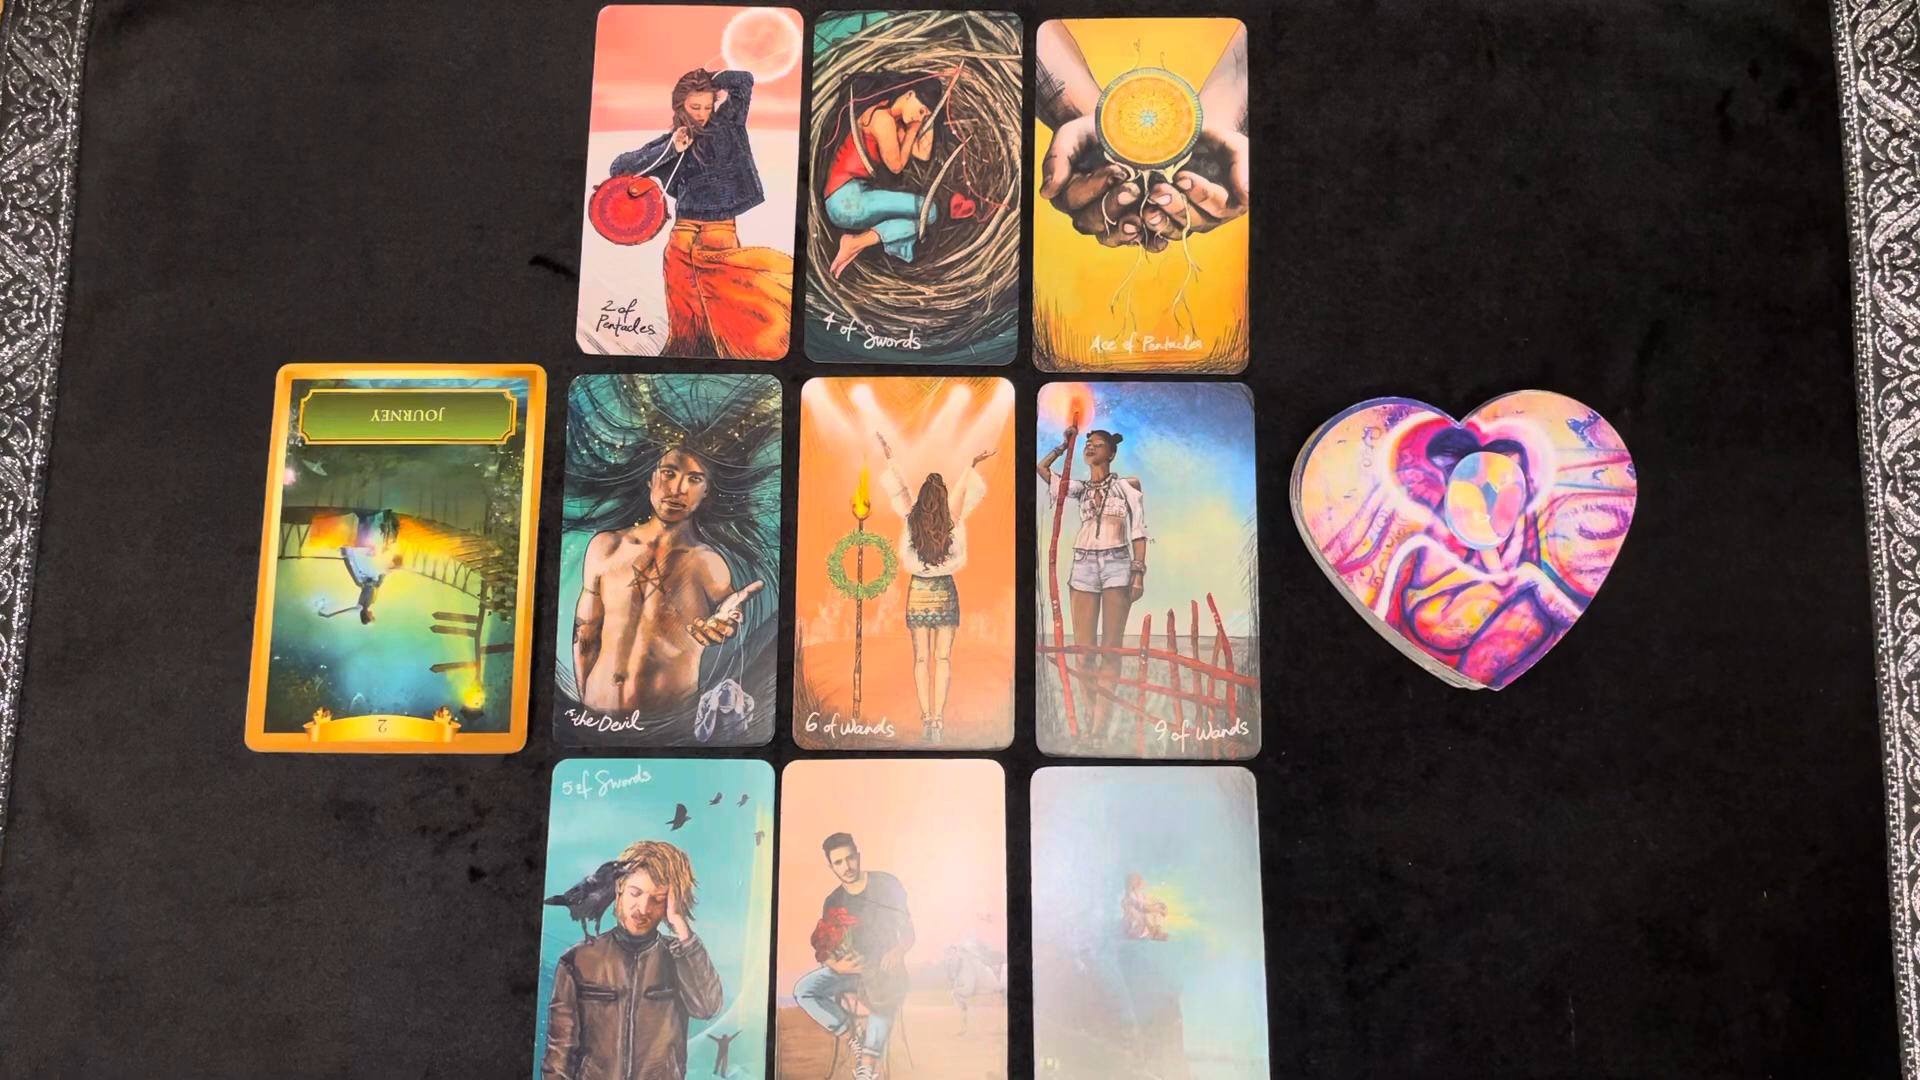 2 of
Pentacles
4 of Swords
Ace of Pentacles
JOURNEY
2
15 the Devil
6 of Wands
9 of Wands
5 of Swords